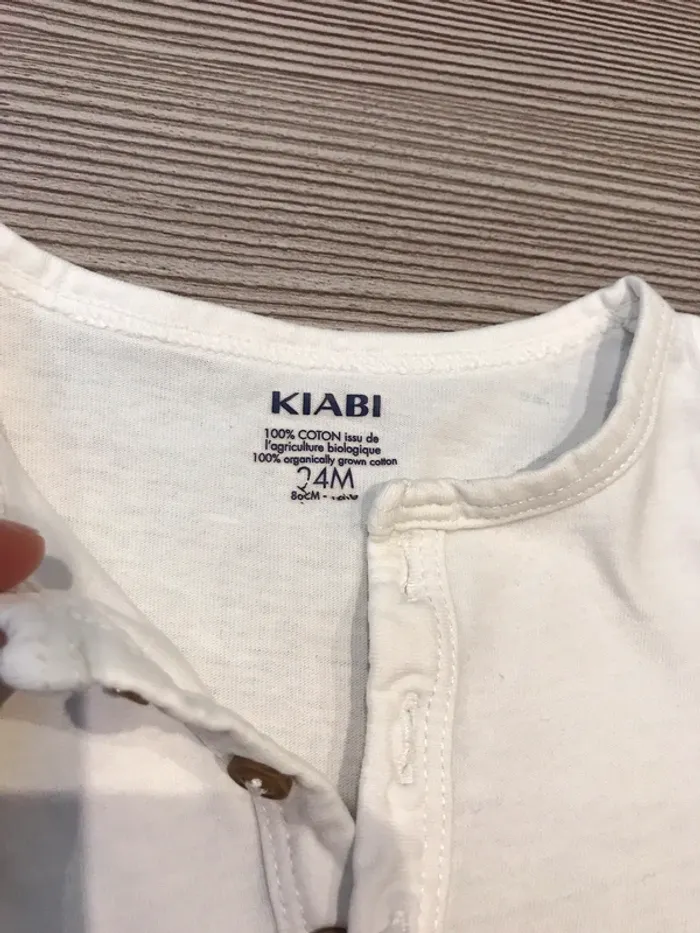 KIABI
100% COTON issu de
l'agriculture biologique
100% organically grown cotton
24M